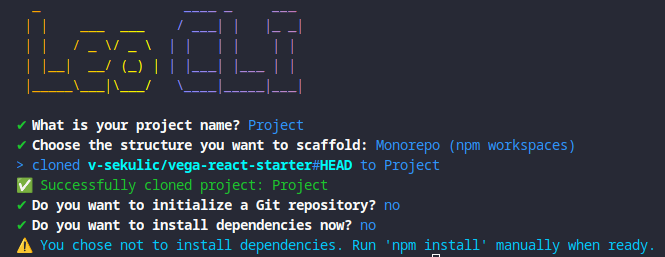 Leo CLI
✔ What is your project name? Project
✔ Choose the structure you want to scaffold: Monorepo (npm workspaces)
> cloned v-sekulic/vega-react-starter#HEAD to Project
✅ Successfully cloned project: Project
✔ Do you want to initialize a Git repository? no
✔ Do you want to install dependencies now? no
⚠️ You chose not to install dependencies. Run 'npm install' manually when ready.